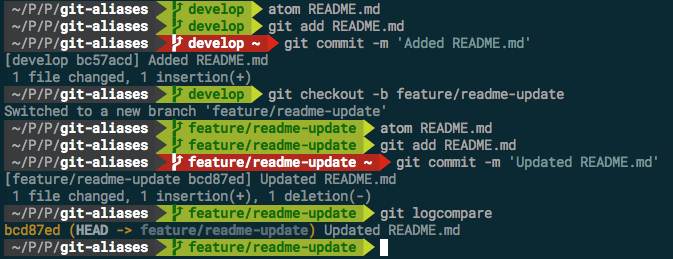 ~/P/P/git-aliases develop atom README.md
~/P/P/git-aliases develop git add README.md
~/P/P/git-aliases develop ~ git commit -m 'Added README.md'
[develop bc57acd] Added README.md
1 file changed, 1 insertion(+)
~/P/P/git-aliases develop git checkout -b feature/readme-update
Switched to a new branch 'feature/readme-update'
~/P/P/git-aliases feature/readme-update atom README.md
~/P/P/git-aliases feature/readme-update git add README.md
~/P/P/git-aliases feature/readme-update ~ git commit -m 'Updated README.md'
[feature/readme-update bcd87ed] Updated README.md
1 file changed, 1 insertion(+), 1 deletion(-)
~/P/P/git-aliases feature/readme-update git logcompare
bcd87ed (HEAD -> feature/readme-update) Updated README.md
~/P/P/git-aliases feature/readme-update